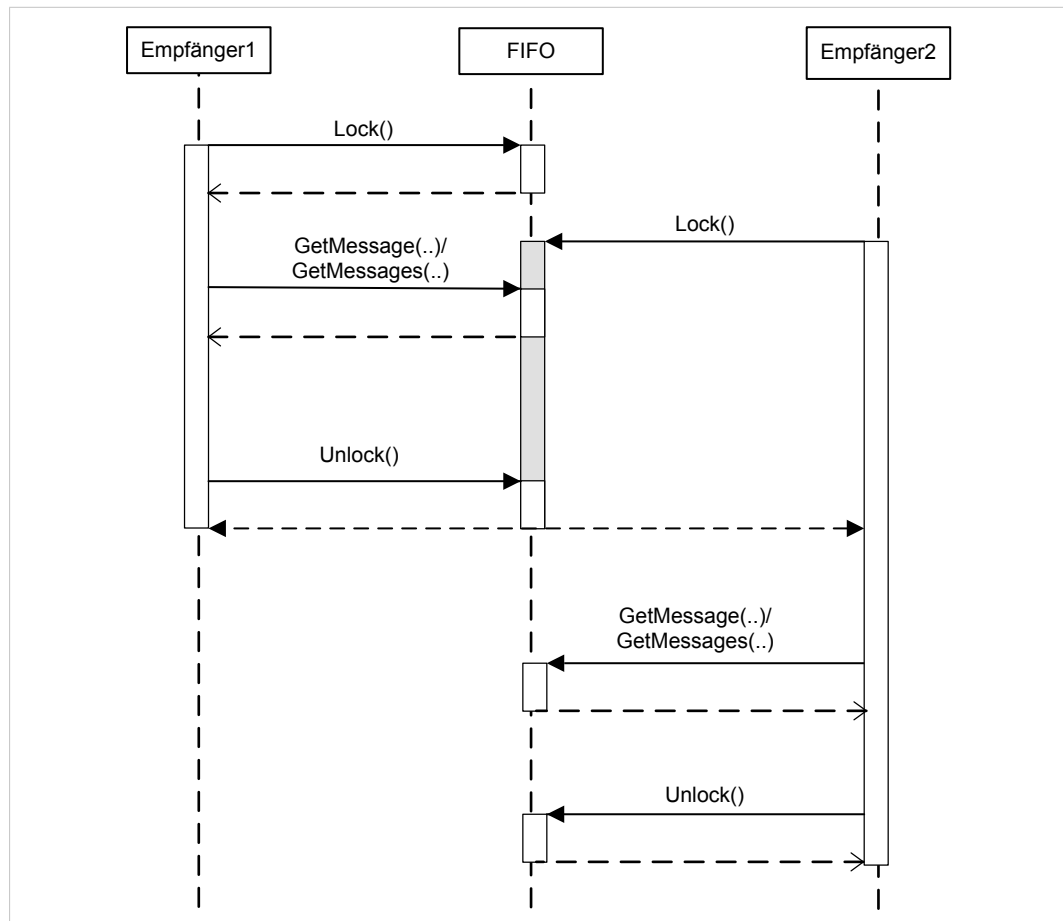 Empfänger1
FIFO
Empfänger2
Lock()
Lock()
GetMessage(..)/
GetMessages(..)
Unlock()
GetMessage(..)/
GetMessages(..)
Unlock()